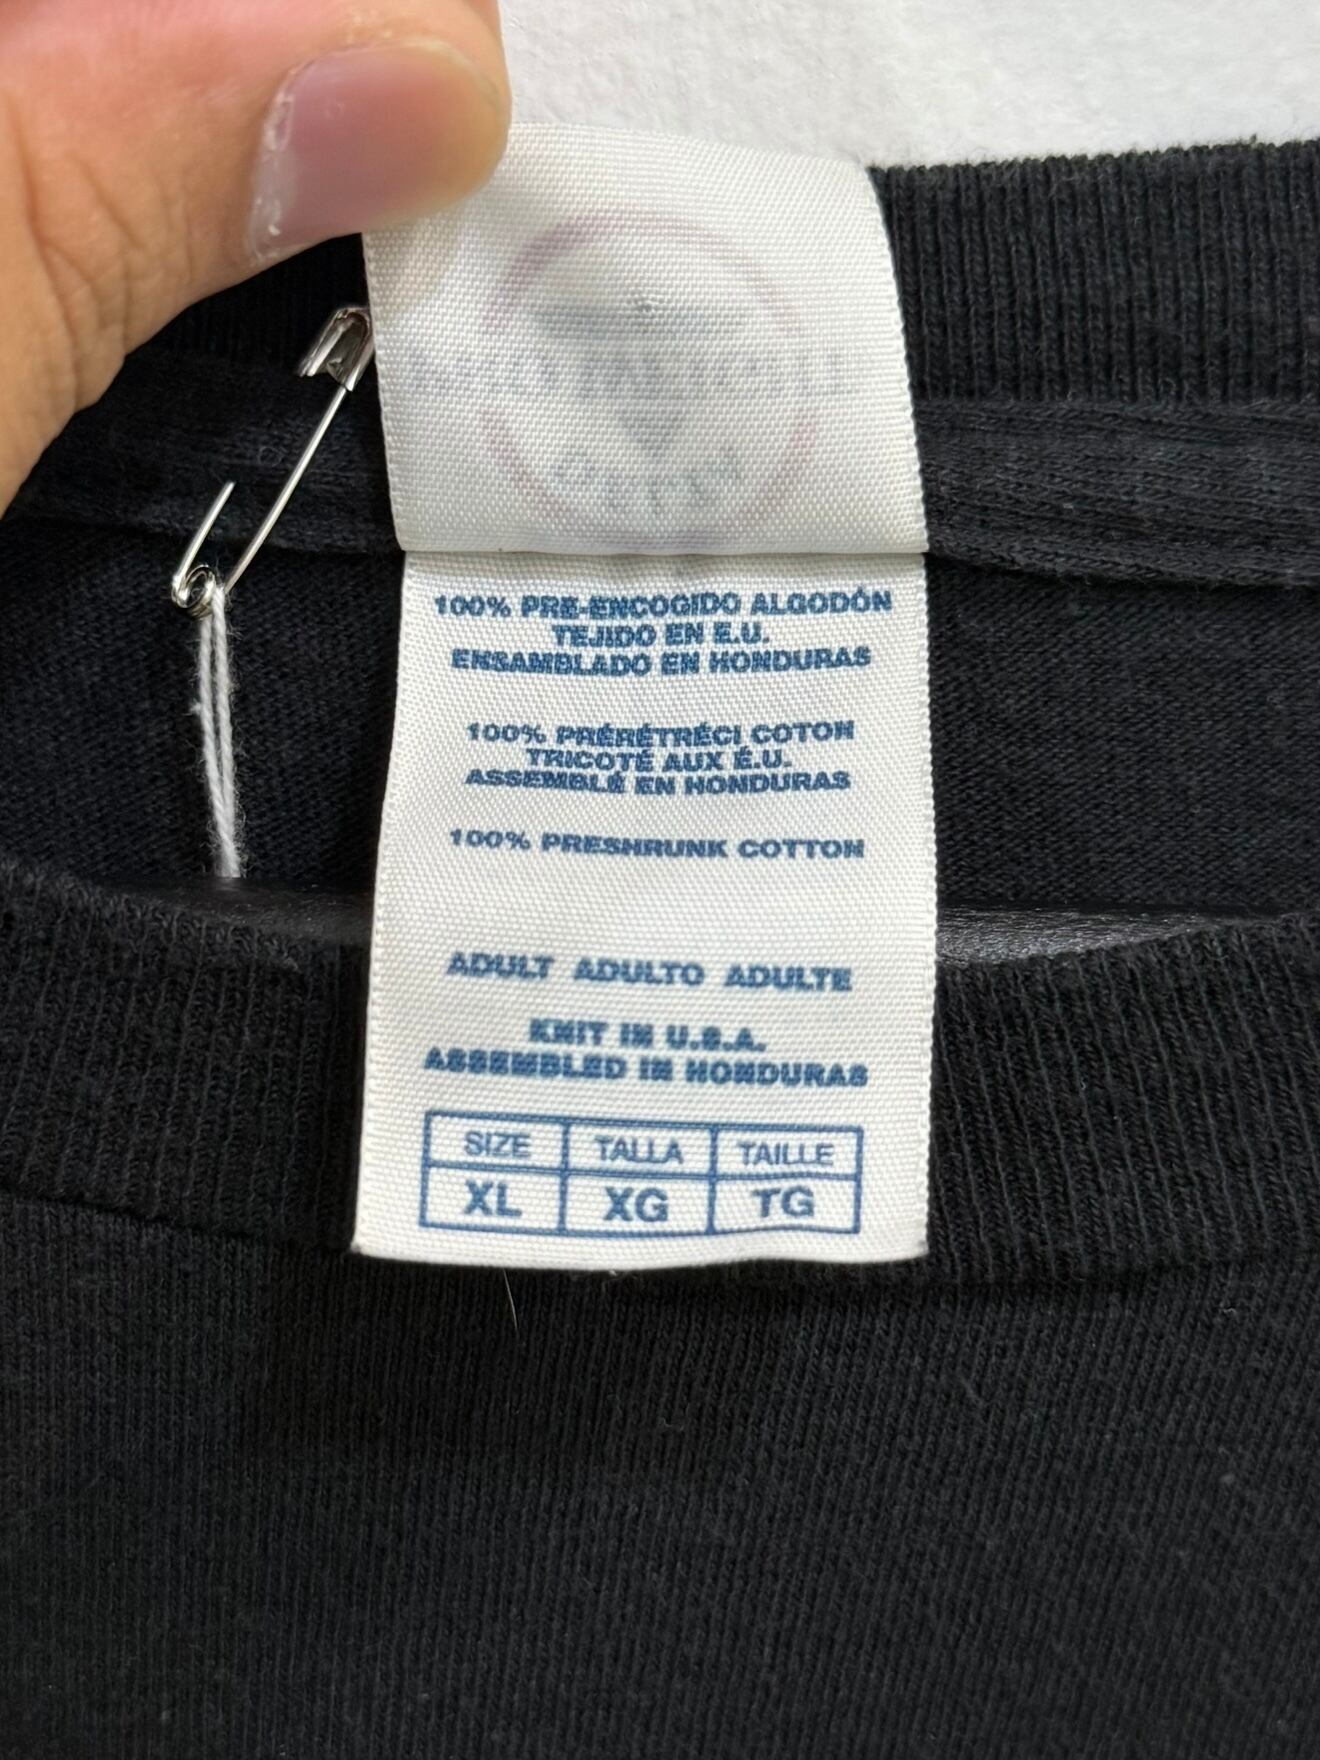 100% PRE-ENCOGIDO ALGODÓN
TEJIDO EN E.U.
ENSAMBLADO EN HONDURAS
100% PRÉRÉTRÉCI COTON
TRICOTÉ AUX É.U.
ASSEMBLÉ EN HONDURAS
100% PRESHRUNK COTTON
ADULT ADULTO ADULTE
KNIT IN U.S.A.
ASSEMBLED IN HONDURAS
SIZE TALLA TAILLE
XL XG TG